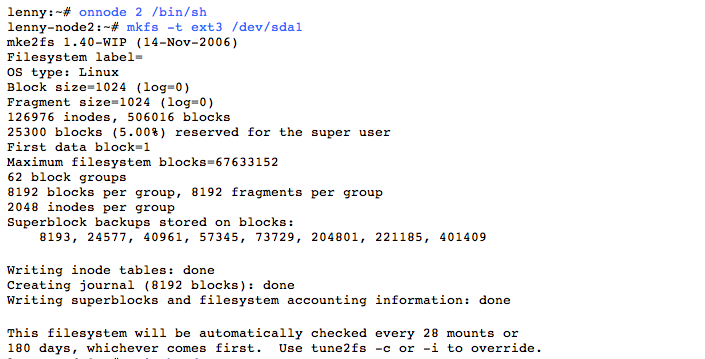 lenny:~# onnode 2 /bin/sh
lenny-node2:~# mkfs -t ext3 /dev/sda1
mke2fs 1.40-WIP (14-Nov-2006)
Filesystem label=
OS type: Linux
Block size=1024 (log=0)
Fragment size=1024 (log=0)
126976 inodes, 506016 blocks
25300 blocks (5.00%) reserved for the super user
First data block=1
Maximum filesystem blocks=67633152
62 block groups
8192 blocks per group, 8192 fragments per group
2048 inodes per group
Superblock backups stored on blocks:
8193, 24577, 40961, 57345, 73729, 204801, 221185, 401409
Writing inode tables: done
Creating journal (8192 blocks): done
Writing superblocks and filesystem accounting information: done
This filesystem will be automatically checked every 28 mounts or
180 days, whichever comes first.  Use tune2fs -c or -i to override.